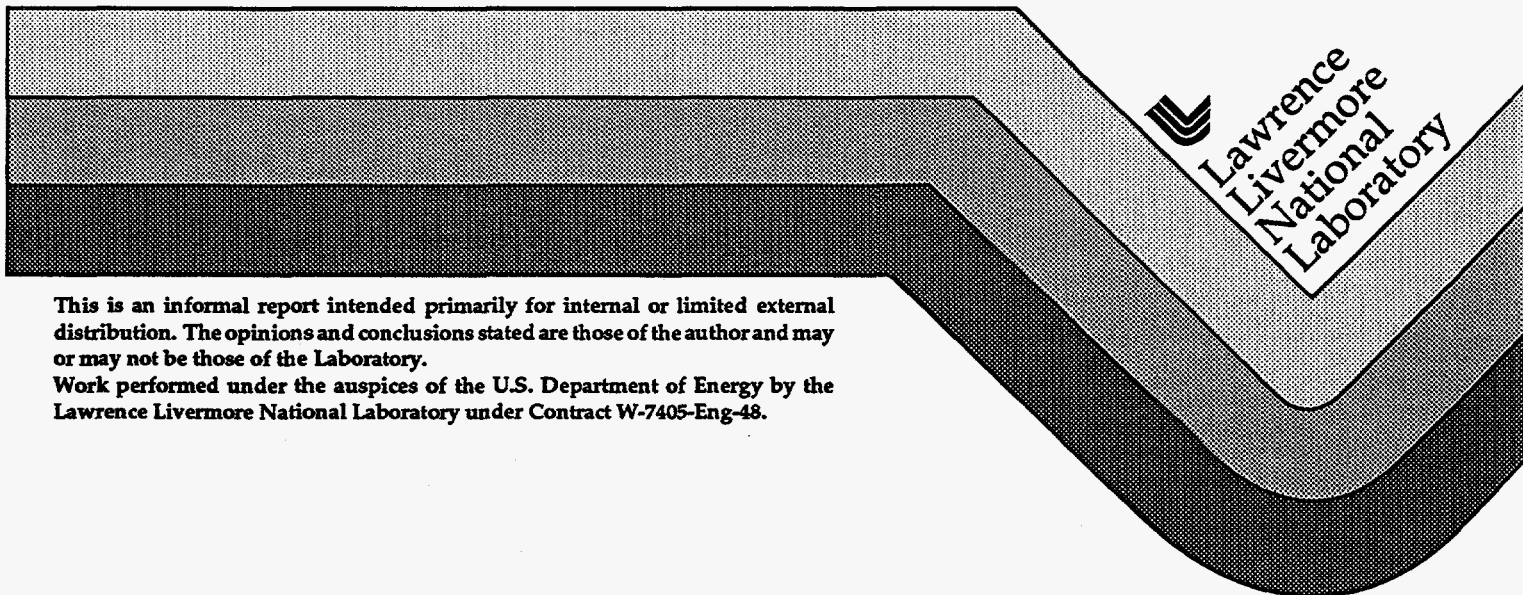 Lawrence
Livermore
National
Laboratory
This is an informal report intended primarily for internal or limited external
distribution. The opinions and conclusions stated are those of the author and may
or may not be those of the Laboratory.
Work performed under the auspices of the U.S. Department of Energy by the
Lawrence Livermore National Laboratory under Contract W-7405-Eng-48.